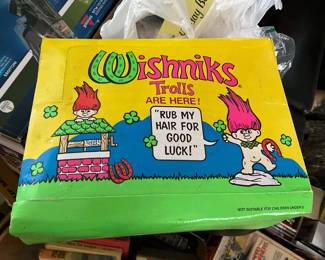 Wishniks®
Trolls
ARE HERE!
"RUB MY
HAIR FOR
GOOD
LUCK!"
NOT SUITABLE FOR CHILDREN UNDER 3